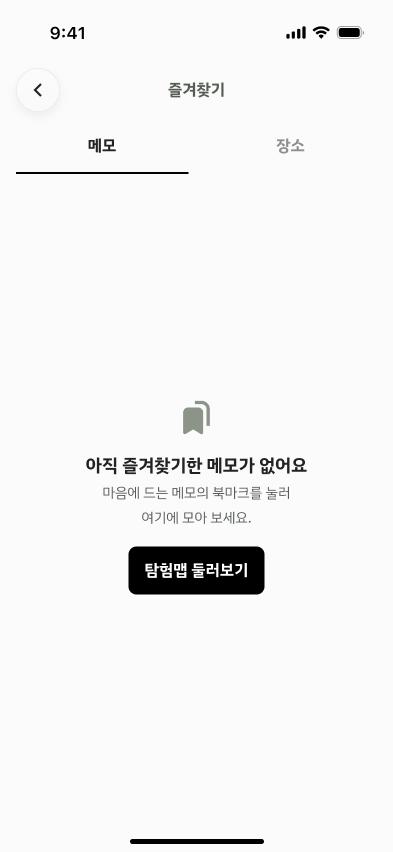 9:41
즐겨찾기
메모
장소
아직 즐겨찾기한 메모가 없어요
마음에 드는 메모의 북마크를 눌러
여기에 모아 보세요.
탐험맵 둘러보기